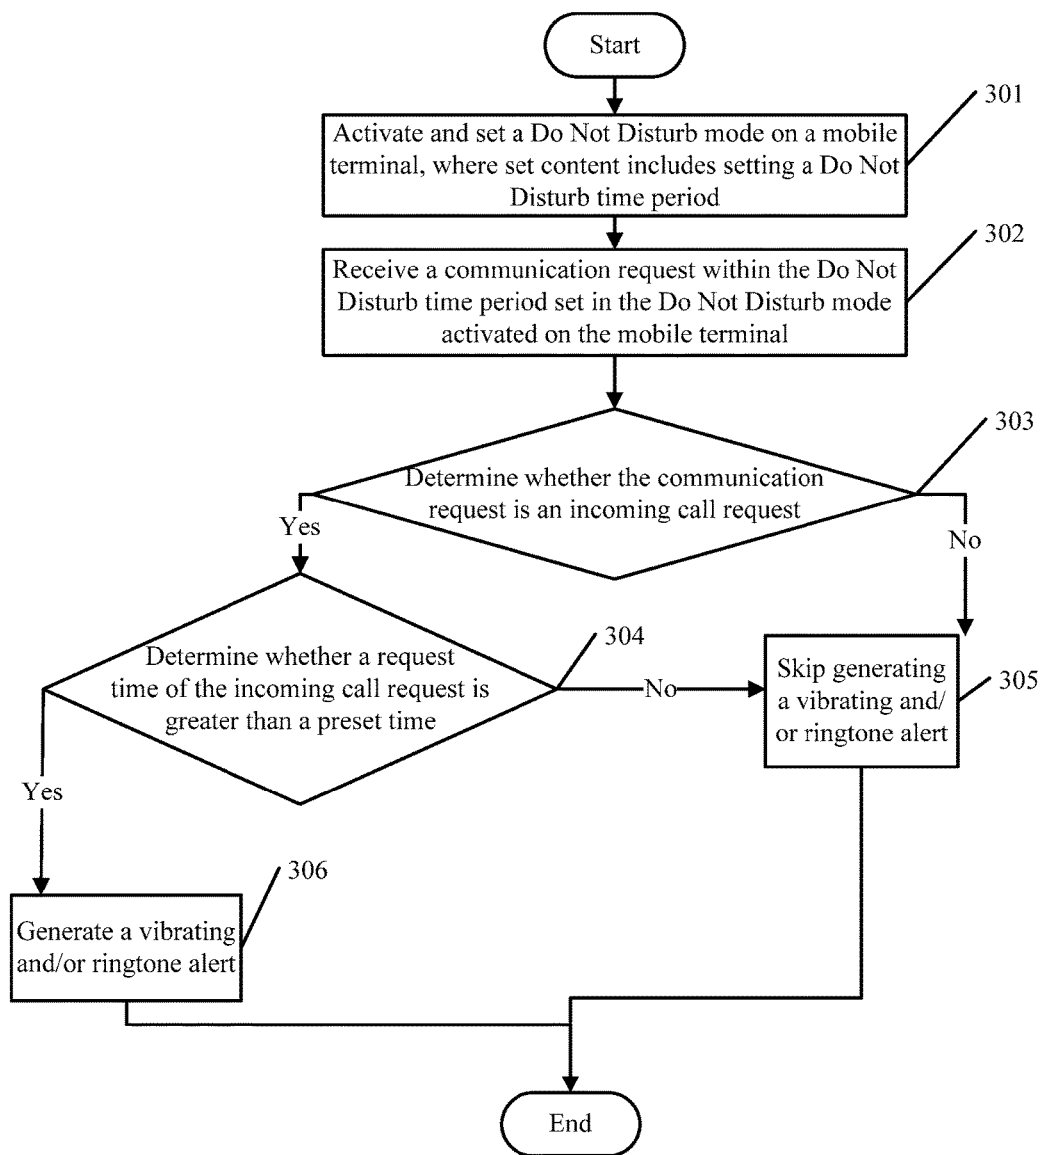 Start
301
Activate and set a Do Not Disturb mode on a mobile
terminal, where set content includes setting a Do Not
Disturb time period
302
Receive a communication request within the Do Not
Disturb time period set in the Do Not Disturb mode
activated on the mobile terminal
303
Determine whether the communication
request is an incoming call request
Yes
No
304
Determine whether a request
time of the incoming call request is
greater than a preset time
No
Skip generating
a vibrating and/
or ringtone alert
305
Yes
306
Generate a vibrating
and/or ringtone alert
End